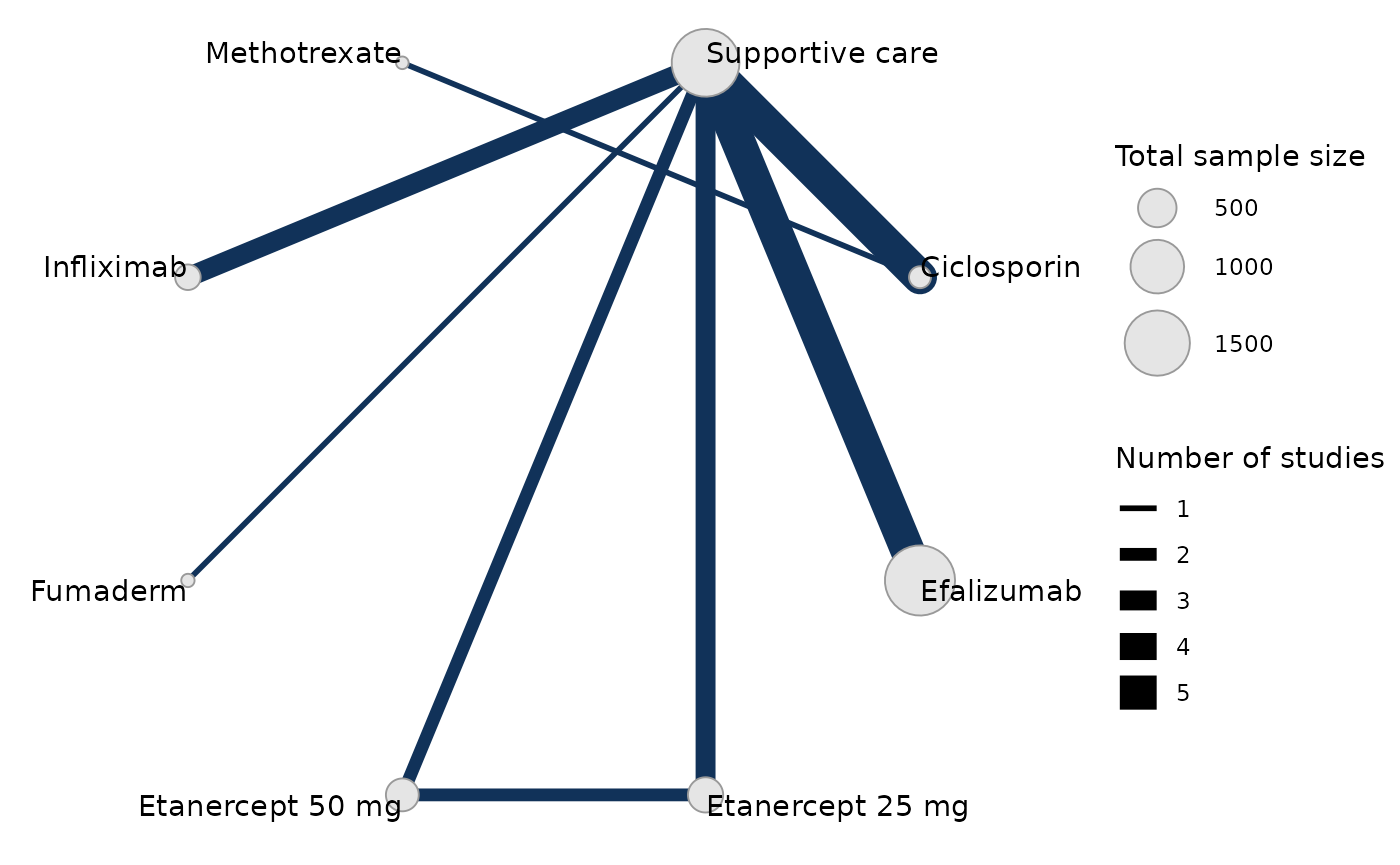 Methotrexate
Supportive care
Infliximab
Ciclosporin
Fumaderm
Efalizumab
Etanercept 50 mg
Etanercept 25 mg
Total sample size
500
1000
1500
Number of studies
1
2
3
4
5